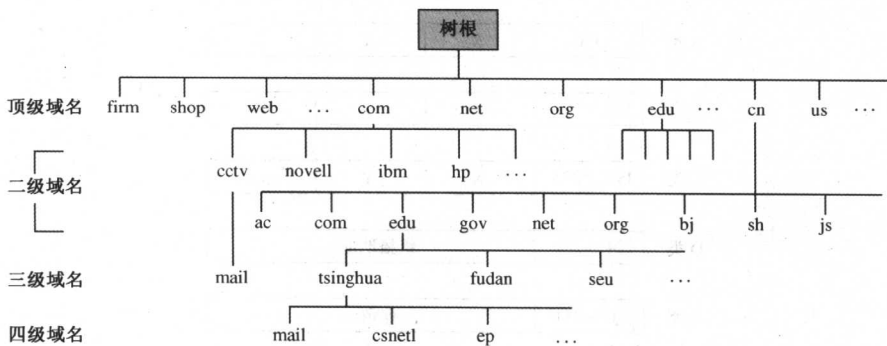 树根
顶级域名 firm shop web ... com net org edu ... cn us ...
cctv novell ibm hp ...
二级域名
ac com edu gov net org bj sh js
三级域名 mail tsinghua fudan seu ...
四级域名 mail csnetl ep ...